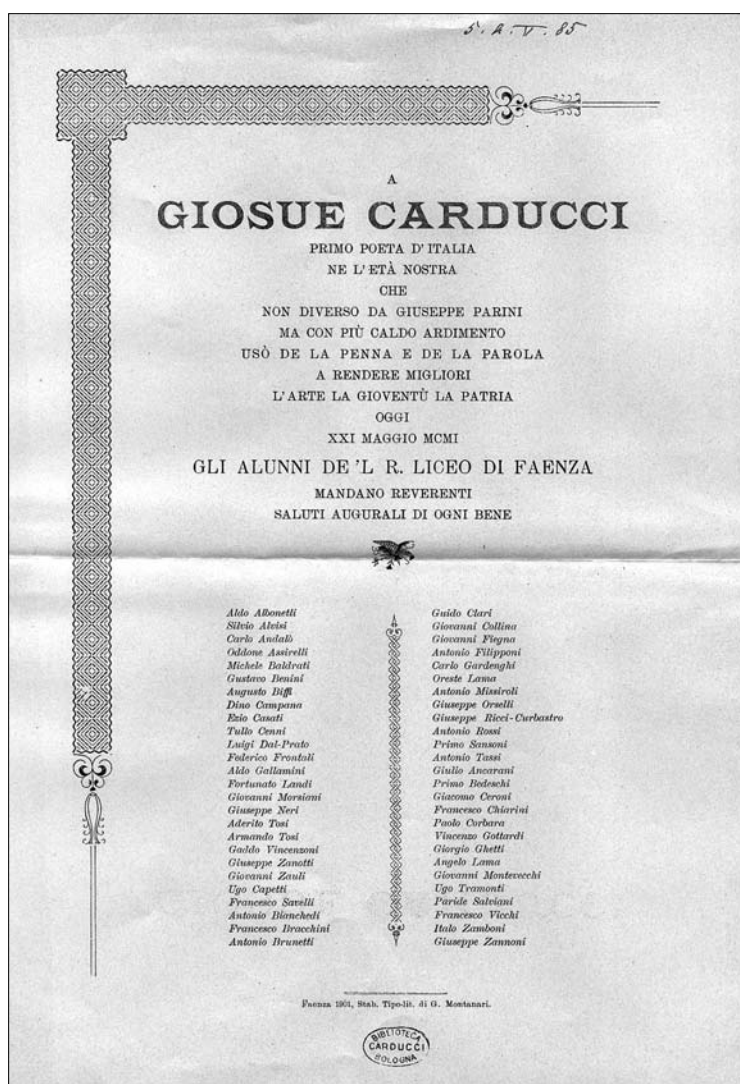 5. A. V. 85
A
GIOSUE CARDUCCI
PRIMO POETA D' ITALIA
NE L'ETÀ NOSTRA
CHE
NON DIVERSO DA GIUSEPPE PARINI
MA CON PIÙ CALDO ARDIMENTO
USÒ DE LA PENNA E DE LA PAROLA
A RENDERE MIGLIORI
L'ARTE LA GIOVENTÙ LA PATRIA
OGGI
XXI MAGGIO MCMI
GLI ALUNNI DE 'L R. LICEO DI FAENZA
MANDANO REVERENTI
SALUTI AUGURALI DI OGNI BENE
Aldo Albonetti
Silvio Alvisi
Carlo Andalò
Oddone Assirelli
Michele Baldrati
Gustavo Benini
Augusto Biffi
Dino Campana
Ezio Casati
Tullo Cenni
Luigi Dal-Prato
Federico Frontali
Aldo Gallamini
Fortunato Landi
Giovanni Morsiani
Giuseppe Neri
Aderito Tosi
Armando Tosi
Gaddo Vincenzoni
Giuseppe Zanotti
Giovanni Zauli
Ugo Capetti
Francesco Savelli
Antonio Bianchedi
Francesco Bracchini
Antonio Brunetti
Guido Clari
Giovanni Collina
Giovanni Fiegna
Antonio Filipponi
Carlo Gardenghi
Oreste Lama
Antonio Missiroli
Giuseppe Orselli
Giuseppe Ricci-Curbastro
Antonio Rossi
Primo Sansoni
Antonio Tassi
Giulio Ancarani
Primo Bedeschi
Giacomo Ceroni
Francesco Chiarini
Paolo Corbara
Vincenzo Gottardi
Giorgio Ghetti
Angelo Lama
Giovanni Montevecchi
Ugo Tramonti
Paride Salviani
Francesco Vicchi
Italo Zamboni
Giuseppe Zannoni
Faenza 1901, Stab. Tipo-lit. di G. Montanari.
BIBLIOTECA
CARDUCCI
BOLOGNA